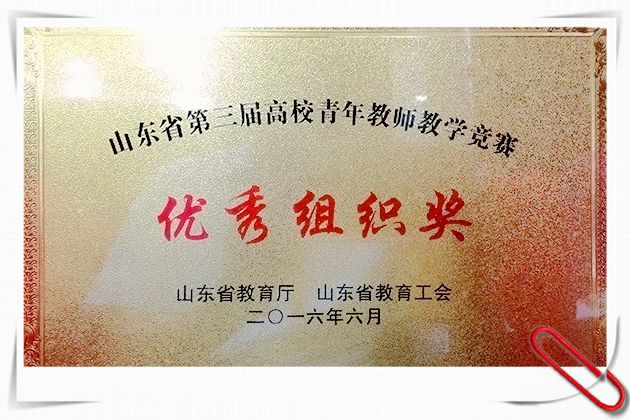 山东省第三届高校青年教师教学竞赛
优秀组织奖
山东省教育厅 山东省教育工会
二〇一六年六月